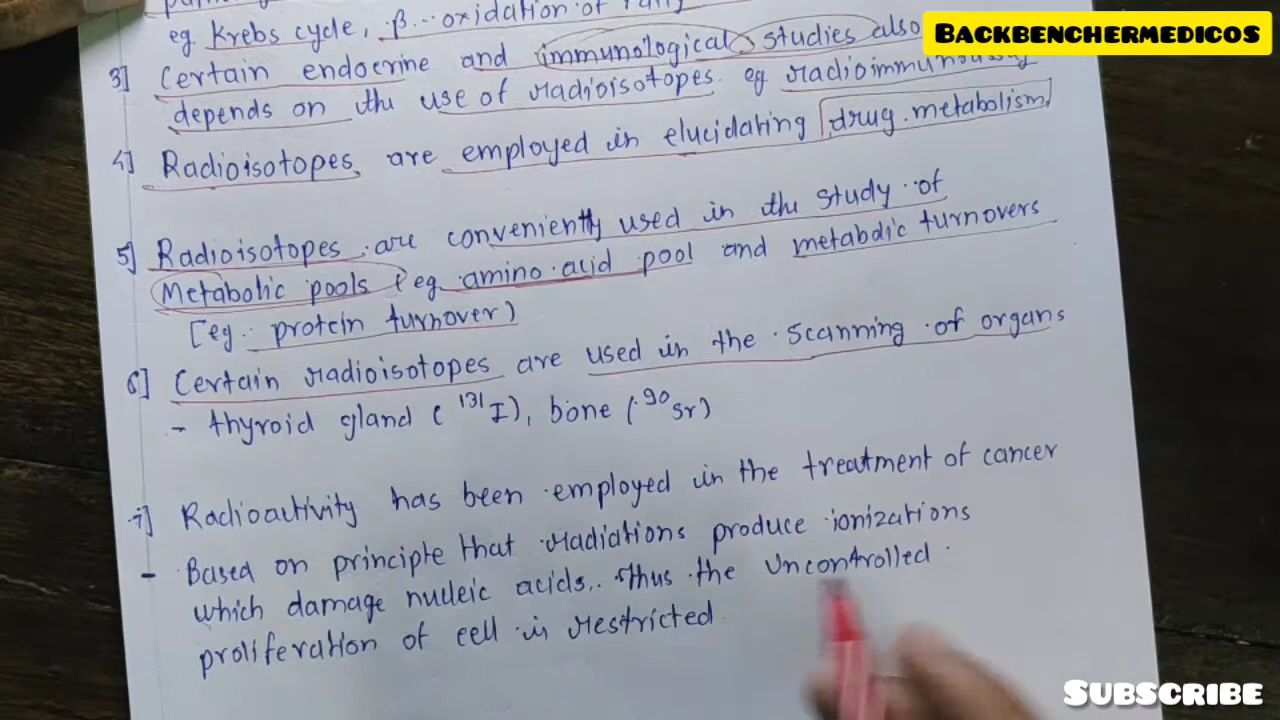 eg Krebs cycle, β-oxidation of
BACKBENCHERMEDICOS
3] Certain endocrine and immunological studies also
depends on the use of radioisotopes. eg radioimmunoassay
4] Radioisotopes are employed in elucidating drug metabolism
5] Radioisotopes are conveniently used in the study of
Metabolic pools (eg amino acid pool and metabolic turnovers
[eg. protein turnover)
6] Certain radioisotopes are used in the scanning of organs
- thyroid gland ( ¹³¹I), bone (⁹⁰Sr)
7] Radioactivity has been employed in the treatment of cancer
- Based on principle that radiations produce ionizations
which damage nucleic acids. Thus the Uncontrolled
proliferation of cell is restricted
SUBSCRIBE